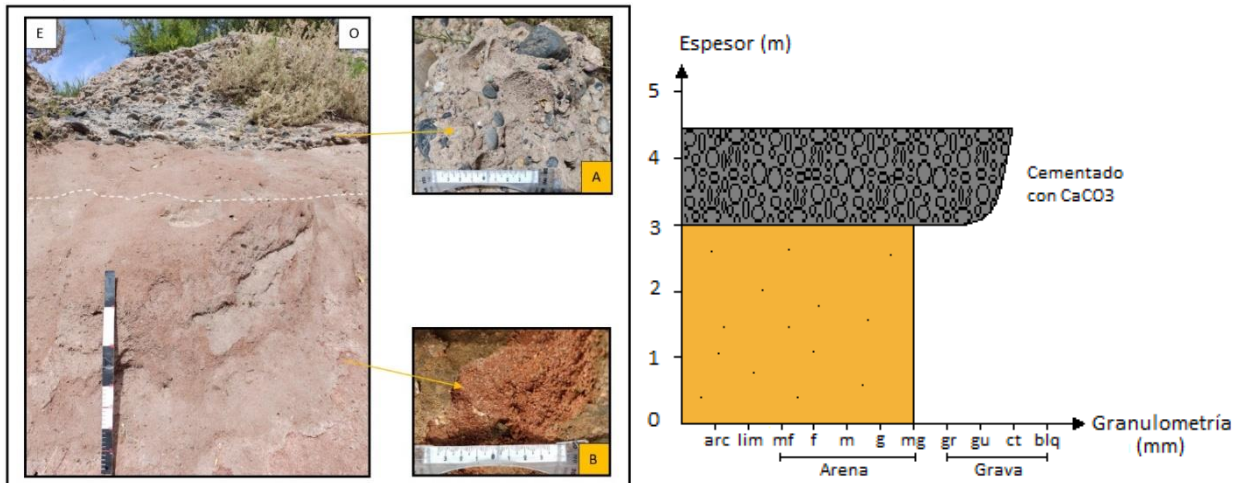 E
O
A
B
Espesor (m)
5
4
3
2
1
0
Cementado
con CaCO3
arc lim mf f m g mg gr gu ct blq
Granulometría
(mm)
Arena
Grava